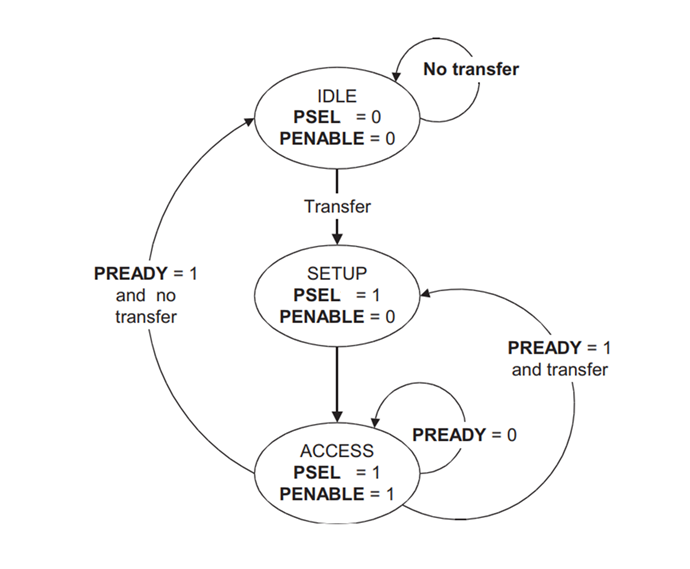 No transfer
IDLE
PSEL = 0
PENABLE = 0
Transfer
PREADY = 1
and no
transfer
SETUP
PSEL = 1
PENABLE = 0
PREADY = 1
and transfer
PREADY = 0
ACCESS
PSEL = 1
PENABLE = 1